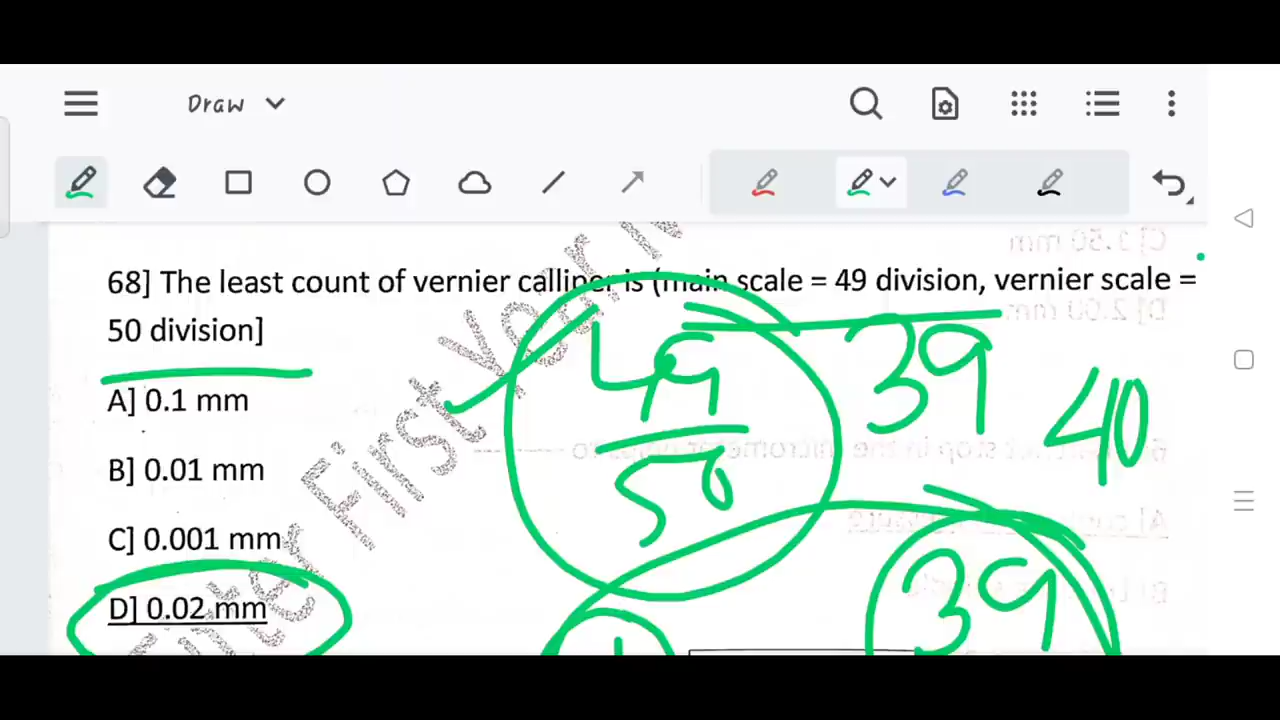 Draw
68] The least count of vernier calliper is (main scale = 49 division, vernier scale =
50 division]
A] 0.1 mm
B] 0.01 mm
C] 0.001 mm
D] 0.02 mm
49
50
39
40
39